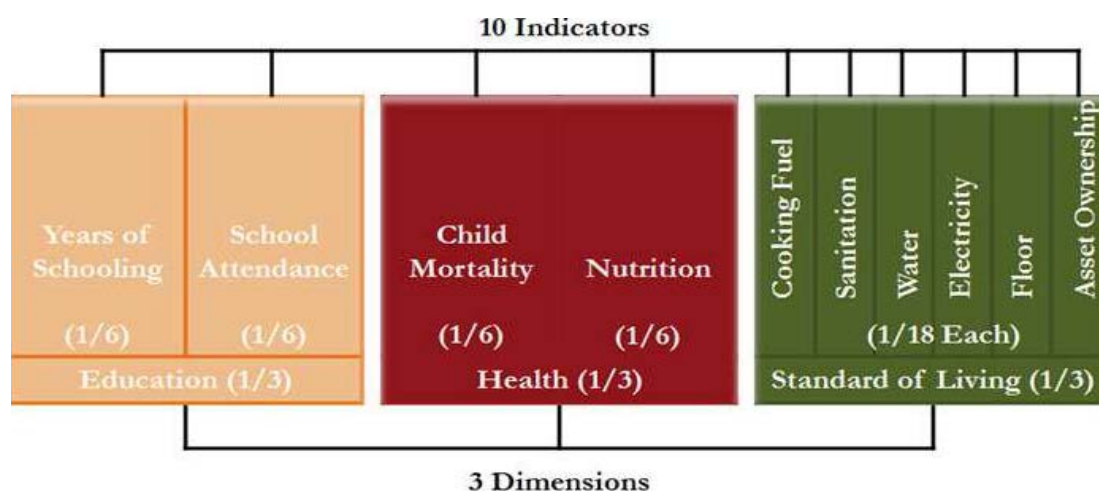 10 Indicators
Years of
Schooling
(1/6)
School
Attendance
(1/6)
Education (1/3)
Child
Mortality
(1/6)
Nutrition
(1/6)
Health (1/3)
Cooking Fuel
Sanitation
Water
Electricity
Floor
Asset Ownership
(1/18 Each)
Standard of Living (1/3)
3 Dimensions